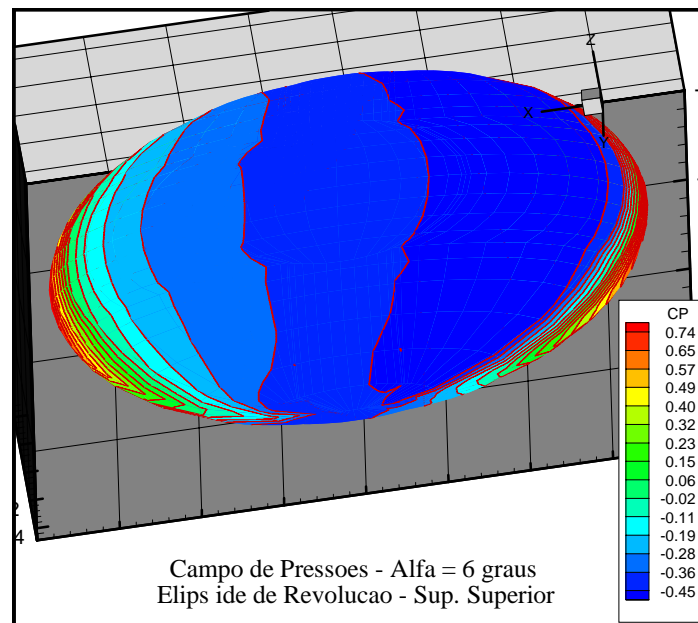 Z
X
Y
CP
0.74
0.65
0.57
0.49
0.40
0.32
0.23
0.15
0.06
-0.02
-0.11
-0.19
-0.28
-0.36
-0.45
2
4
Campo de Pressoes - Alfa = 6 graus
Elips ide de Revolucao - Sup. Superior